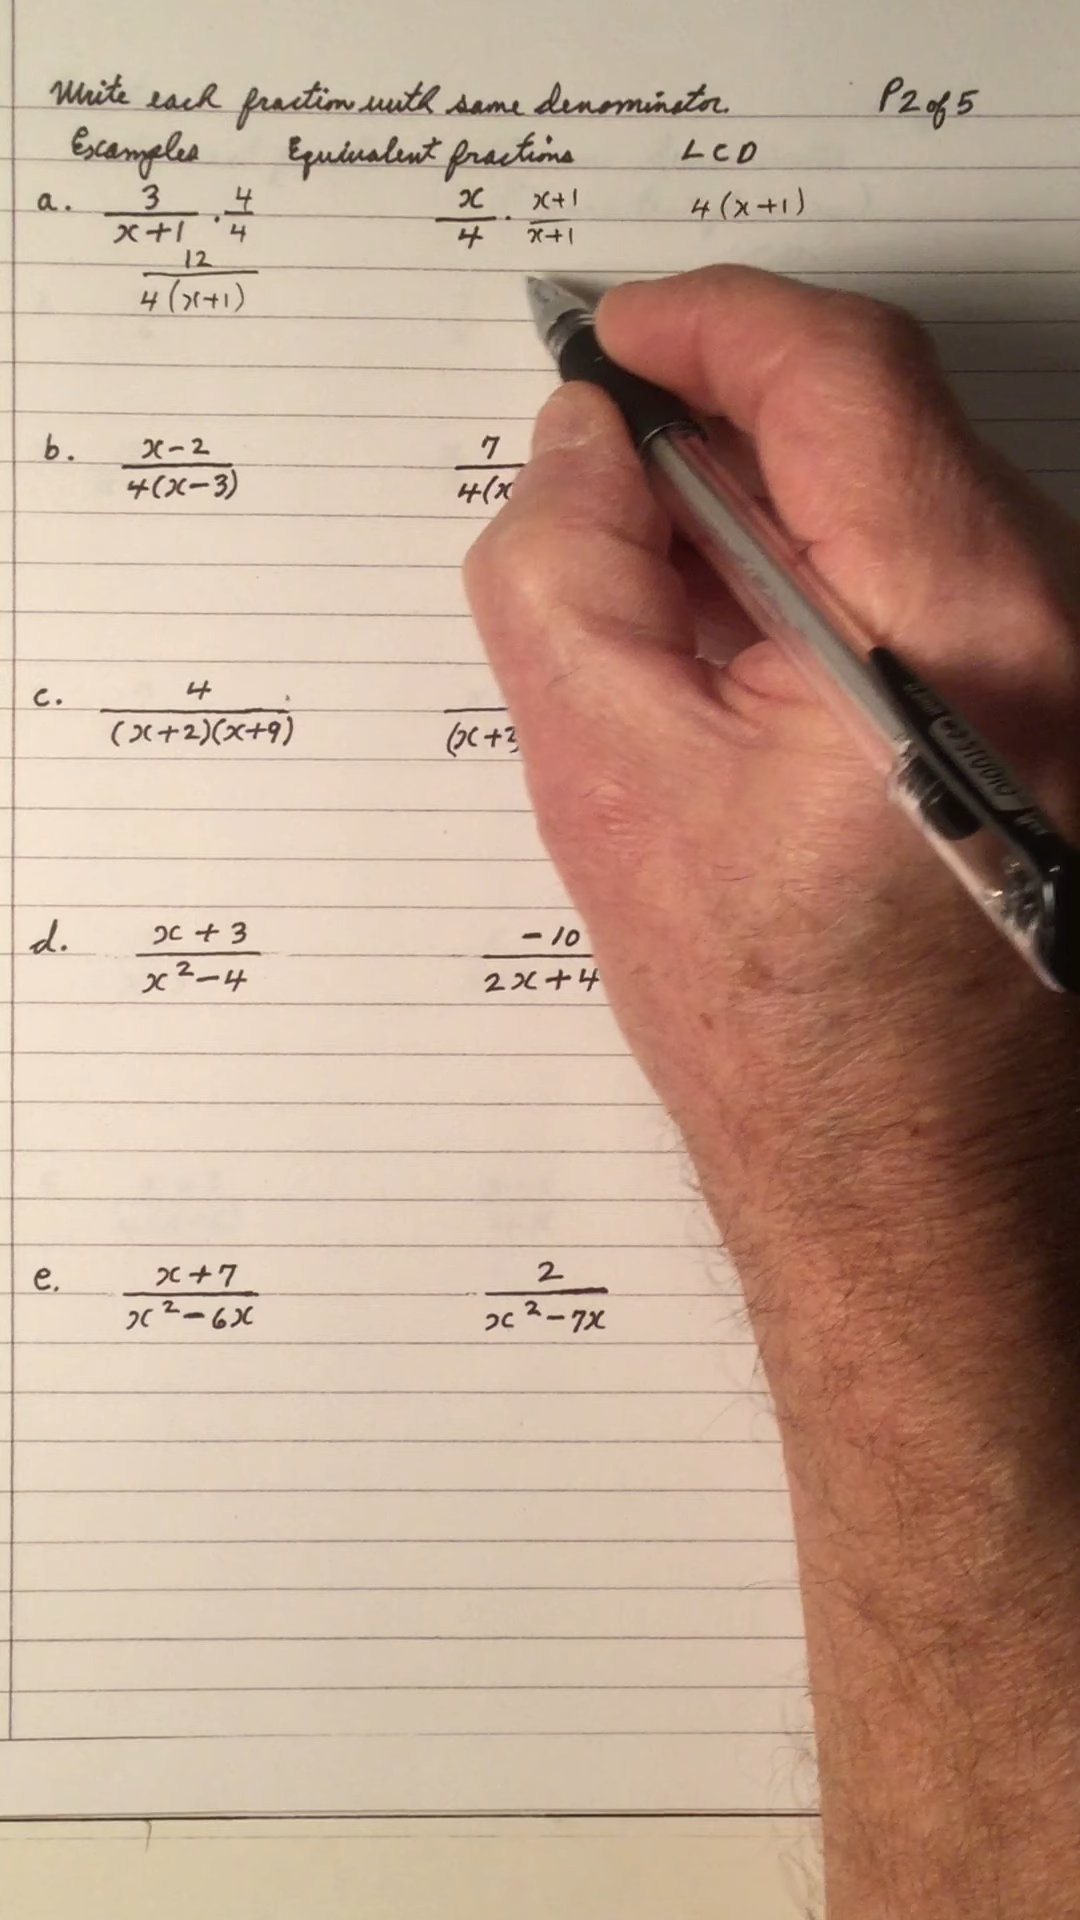 Write each fraction with same denominator. P2 of 5
Examples Equivalent fractions LCD
a. 3/(x+1) · 4/4 x/4 · (x+1)/(x+1) 4(x+1)
12/(4(x+1))
b. (x-2)/(4(x-3)) 7/(4(x
c. 4/((x+2)(x+9)) (x+
d. (x+3)/(x²-4) -10/(2x+4
e. (x+7)/(x²-6x) 2/(x²-7x)